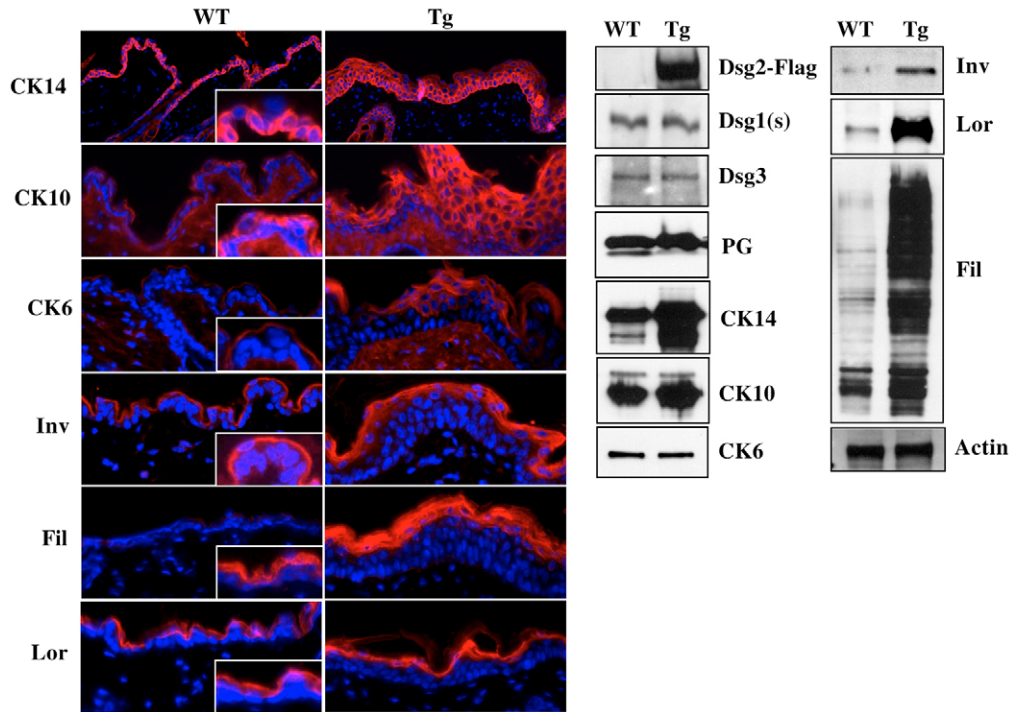 WT Tg
CK14
CK10
CK6
Inv
Fil
Lor
WT Tg
Dsg2-Flag
Dsg1(s)
Dsg3
PG
CK14
CK10
CK6
WT Tg
Inv
Lor
Fil
Actin